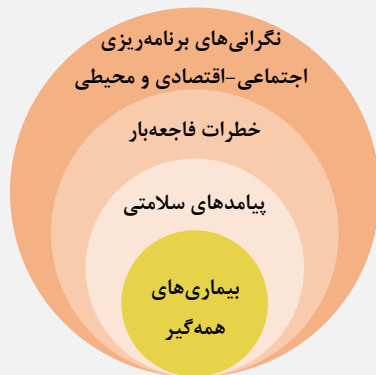 نگرانی‌های برنامه‌ریزی
اجتماعی-اقتصادی و محیطی
خطرات فاجعه‌بار
پیامدهای سلامتی
بیماری‌های
همه‌گیر